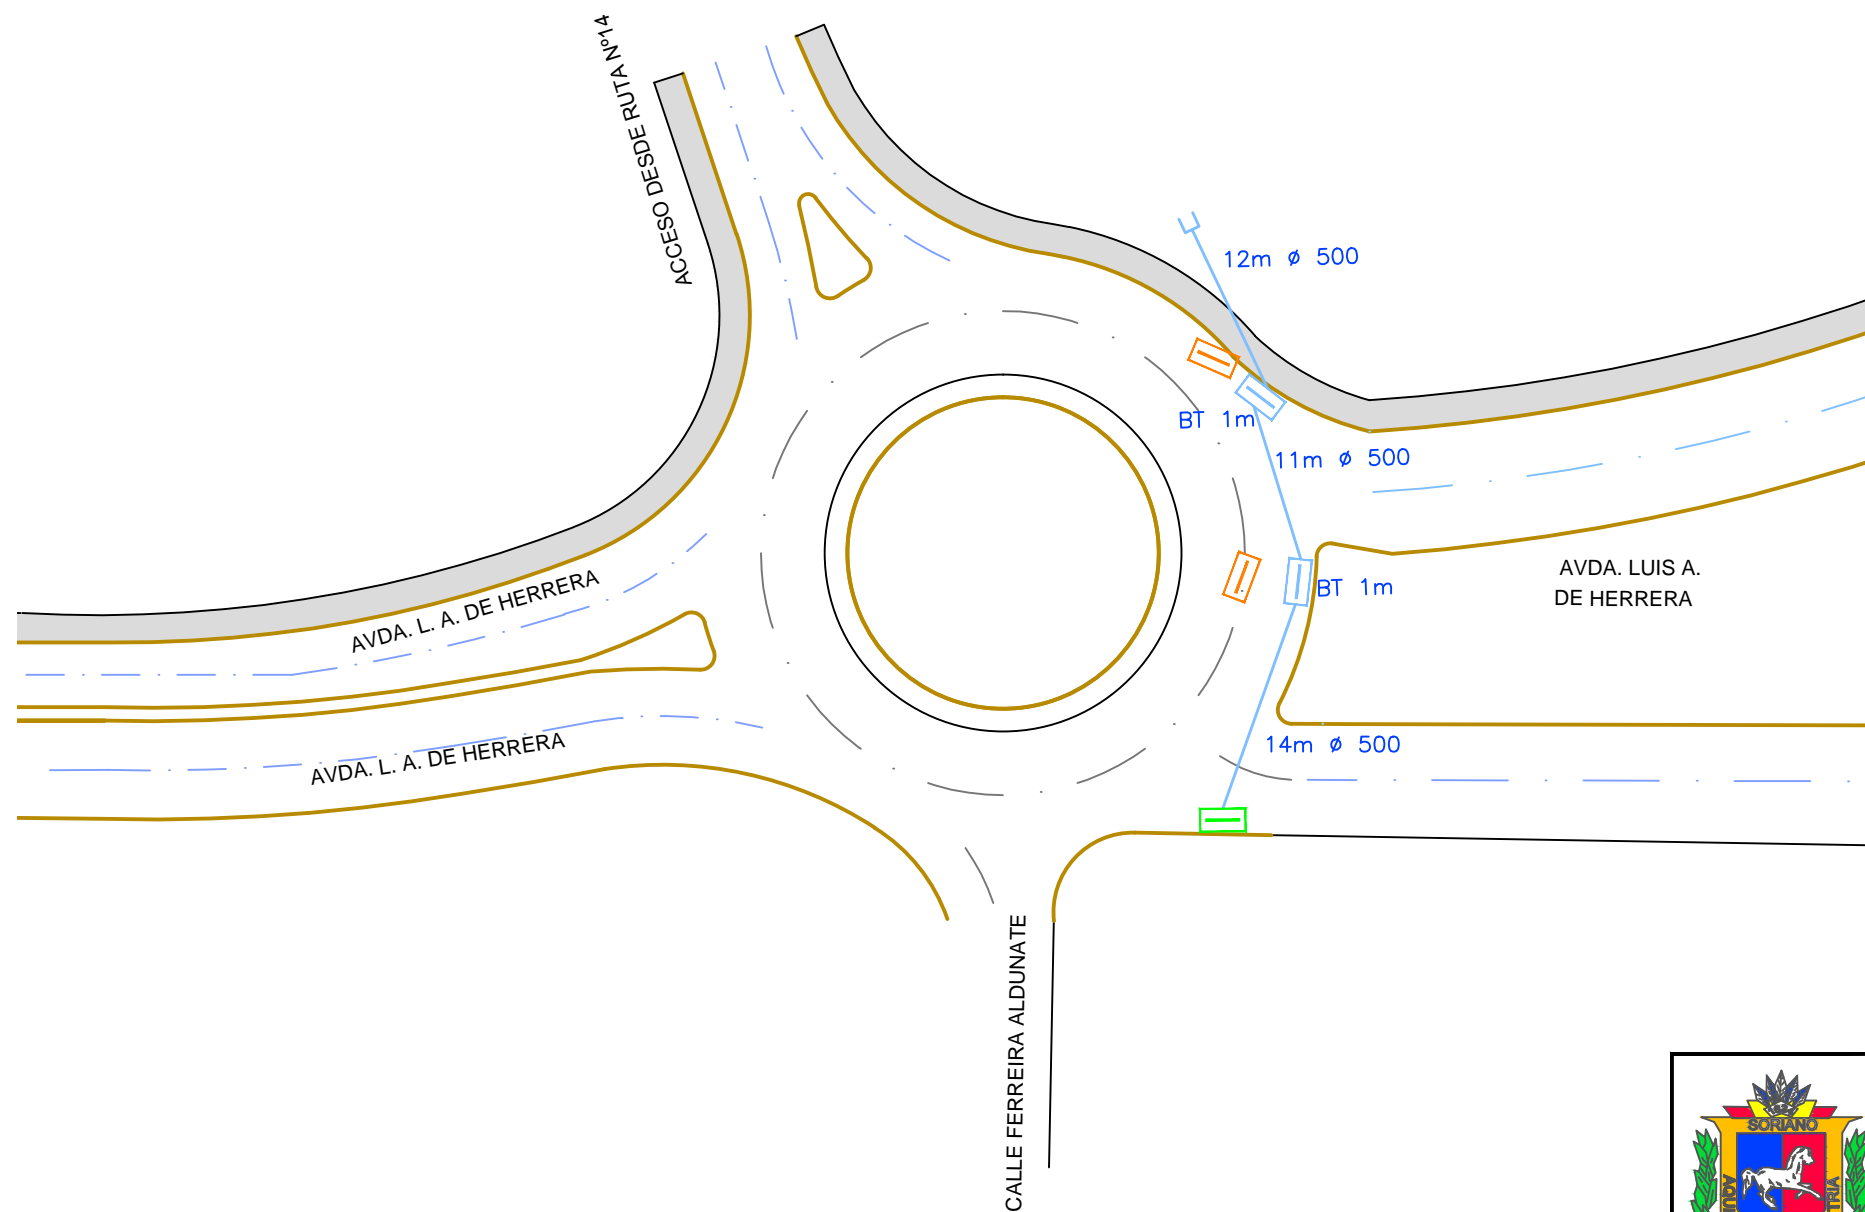 ACCESO DESDE RUTA Nº14
12m ø 500
BT 1m
11m ø 500
AVDA. LUIS A.
DE HERRERA
BT 1m
AVDA. L. A. DE HERRERA
AVDA. L. A. DE HERRERA
14m ø 500
CALLE FERREIRA ALDUNATE
SORIANO